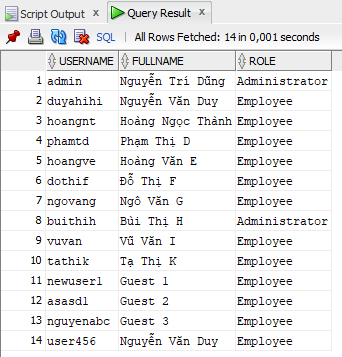 Script Output x Query Result x
SQL | All Rows Fetched: 14 in 0,001 seconds
USERNAME FULLNAME ROLE
1 admin Nguyễn Trí Dũng Administrator
2 duyahihi Nguyễn Văn Duy Employee
3 hoangnt Hoàng Ngọc Thành Employee
4 phamtd Phạm Thị D Employee
5 hoangve Hoàng Văn E Employee
6 dothif Đỗ Thị F Employee
7 ngovang Ngô Văn G Employee
8 buithih Bùi Thị H Administrator
9 vuvan Vũ Văn I Employee
10 tathik Tạ Thị K Employee
11 newuser1 Guest 1 Employee
12 asasd1 Guest 2 Employee
13 nguyenabc Guest 3 Employee
14 user456 Nguyễn Văn Duy Employee